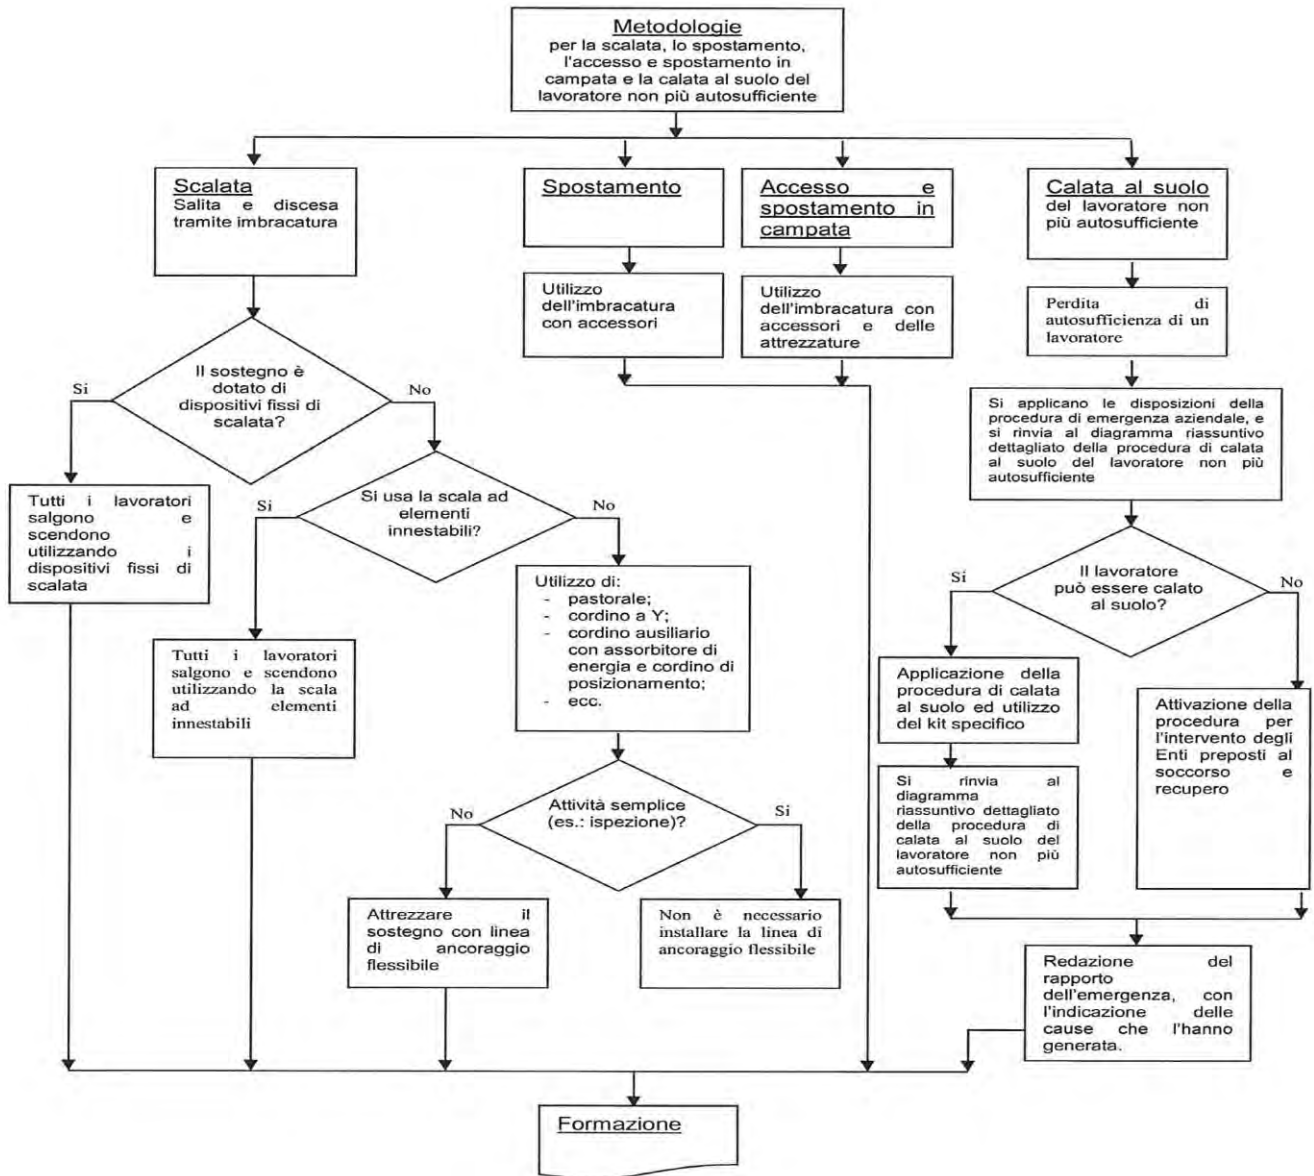 Metodologie
per la scalata, lo spostamento,
l'accesso e spostamento in
campata e la calata al suolo del
lavoratore non più autosufficiente
Scalata
Salita e discesa
tramite imbracatura
Spostamento
Accesso e
spostamento in
campata
Calata al suolo
del lavoratore non
più autosufficiente
Utilizzo
dell'imbracatura
con accessori
Utilizzo
dell'imbracatura con
accessori e delle
attrezzature
Perdita di
autosufficienza di un
lavoratore
Il sostegno è
dotato di
dispositivi fissi di
scalata?
Si
No
Si applicano le disposizioni della
procedura di emergenza aziendale, e
si rinvia al diagramma riassuntivo
dettagliato della procedura di calata
al suolo del lavoratore non più
autosufficiente
Tutti i lavoratori
salgono e
scendono
utilizzando i
dispositivi fissi di
scalata
Si usa la scala ad
elementi
innestabili?
Si
No
Il lavoratore
può essere calato
al suolo?
Si
No
Tutti i lavoratori
salgono e scendono
utilizzando la scala
ad elementi
innestabili
Utilizzo di:
- pastorale;
- cordino a Y;
- cordino ausiliario
con assorbitore di
energia e cordino di
posizionamento;
- ecc.
Applicazione della
procedura di calata
al suolo ed utilizzo
del kit specifico
Attivazione della
procedura per
l'intervento degli
Enti preposti al
soccorso e
recupero
Si rinvia al
diagramma
riassuntivo dettagliato
della procedura di
calata al suolo del
lavoratore non più
autosufficiente
Attività semplice
(es.: ispezione)?
No
Si
Attrezzare il
sostegno con linea
di ancoraggio
flessibile
Non è necessario
installare la linea di
ancoraggio flessibile
Redazione del
rapporto
dell'emergenza, con
l'indicazione delle
cause che l'hanno
generata.
Formazione